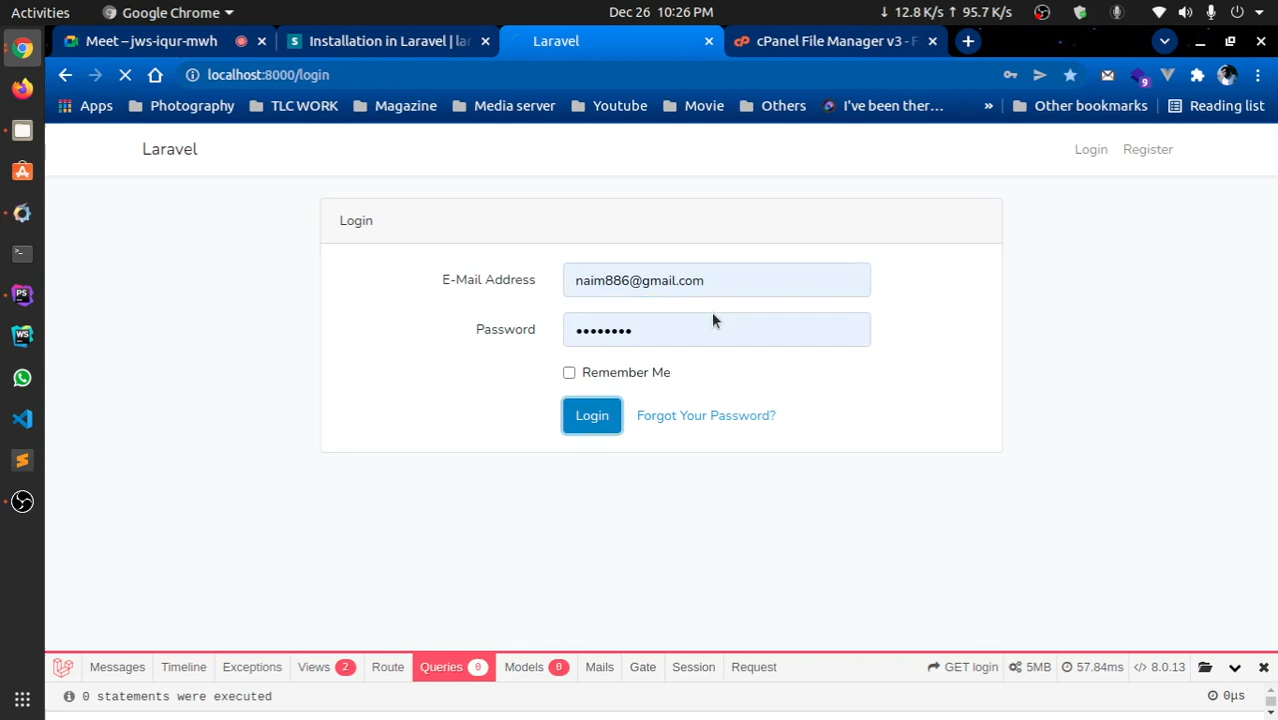 Activities Google Chrome Dec 26 10:26 PM ↓ 12.8 K/s ↑ 95.7 K/s
Meet – jws-iqur-mwh Installation in Laravel | lar Laravel cPanel File Manager v3 - F
localhost:8000/login 9
Apps Photography TLC WORK Magazine Media server Youtube Movie Others I've been ther... » Other bookmarks Reading list
Laravel Login Register
Login
E-Mail Address naim886@gmail.com
Password ••••••••
Remember Me
Login Forgot Your Password?
Messages Timeline Exceptions Views 2 Route Queries 0 Models 0 Mails Gate Session Request GET login 5MB 57.84ms </> 8.0.13
0 statements were executed 0μs